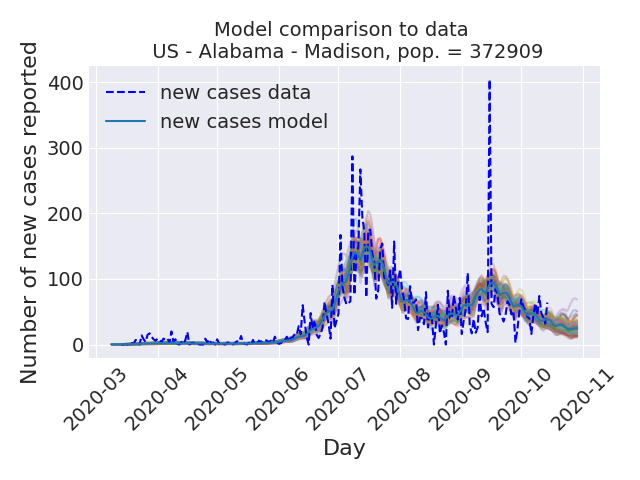 Model comparison to data
US - Alabama - Madison, pop. = 372909
Number of new cases reported
400
300
200
100
0
new cases data
new cases model
2020-03
2020-04
2020-05
2020-06
2020-07
2020-08
2020-09
2020-10
2020-11
Day